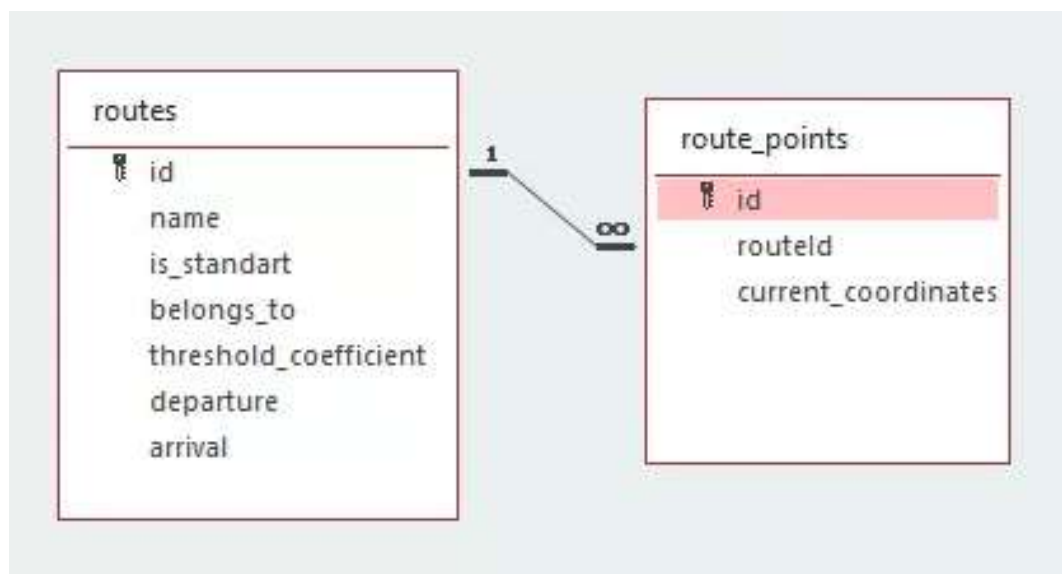 routes
id
name
is_standart
belongs_to
threshold_coefficient
departure
arrival
1
∞
route_points
id
routeId
current_coordinates